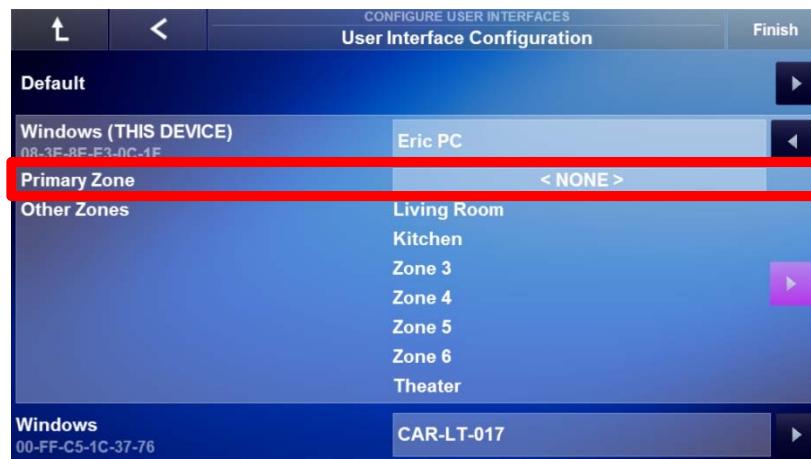 CONFIGURE USER INTERFACES
User Interface Configuration
Finish
Default
Windows (THIS DEVICE)
Eric PC
08-3E-8E-E3-0C-1F
Primary Zone
< NONE >
Other Zones
Living Room
Kitchen
Zone 3
Zone 4
Zone 5
Zone 6
Theater
Windows
CAR-LT-017
00-FF-C5-1C-37-76